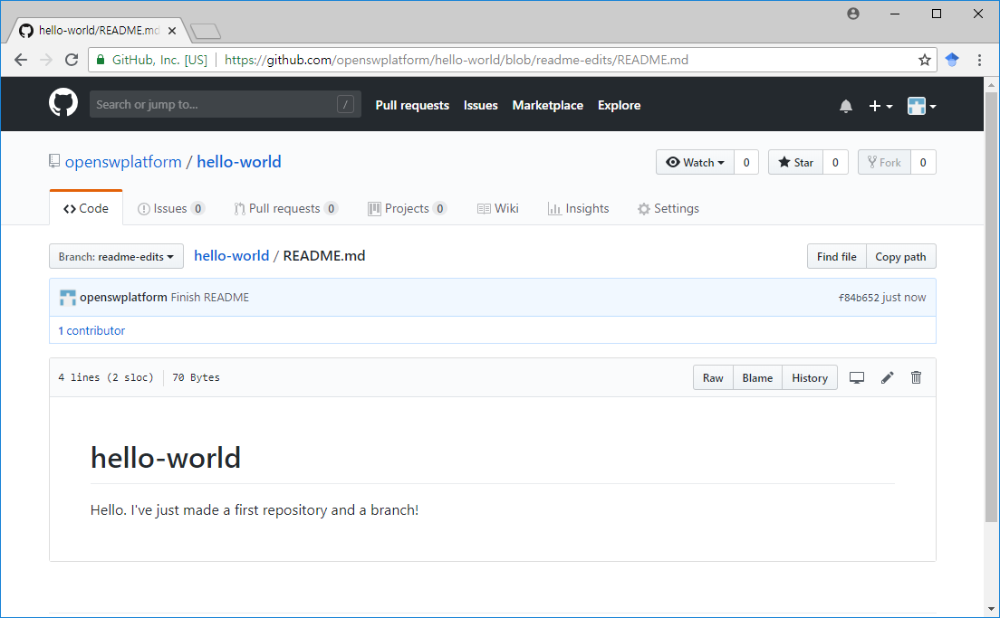 hello-world/README.md
GitHub, Inc. [US] https://github.com/openswplatform/hello-world/blob/readme-edits/README.md
Search or jump to... / Pull requests Issues Marketplace Explore
openswplatform / hello-world Watch 0 Star 0 Fork 0
Code Issues 0 Pull requests 0 Projects 0 Wiki Insights Settings
Branch: readme-edits hello-world / README.md Find file Copy path
openswplatform Finish README f84b652 just now
1 contributor
4 lines (2 sloc) 70 Bytes Raw Blame History
hello-world
Hello. I've just made a first repository and a branch!